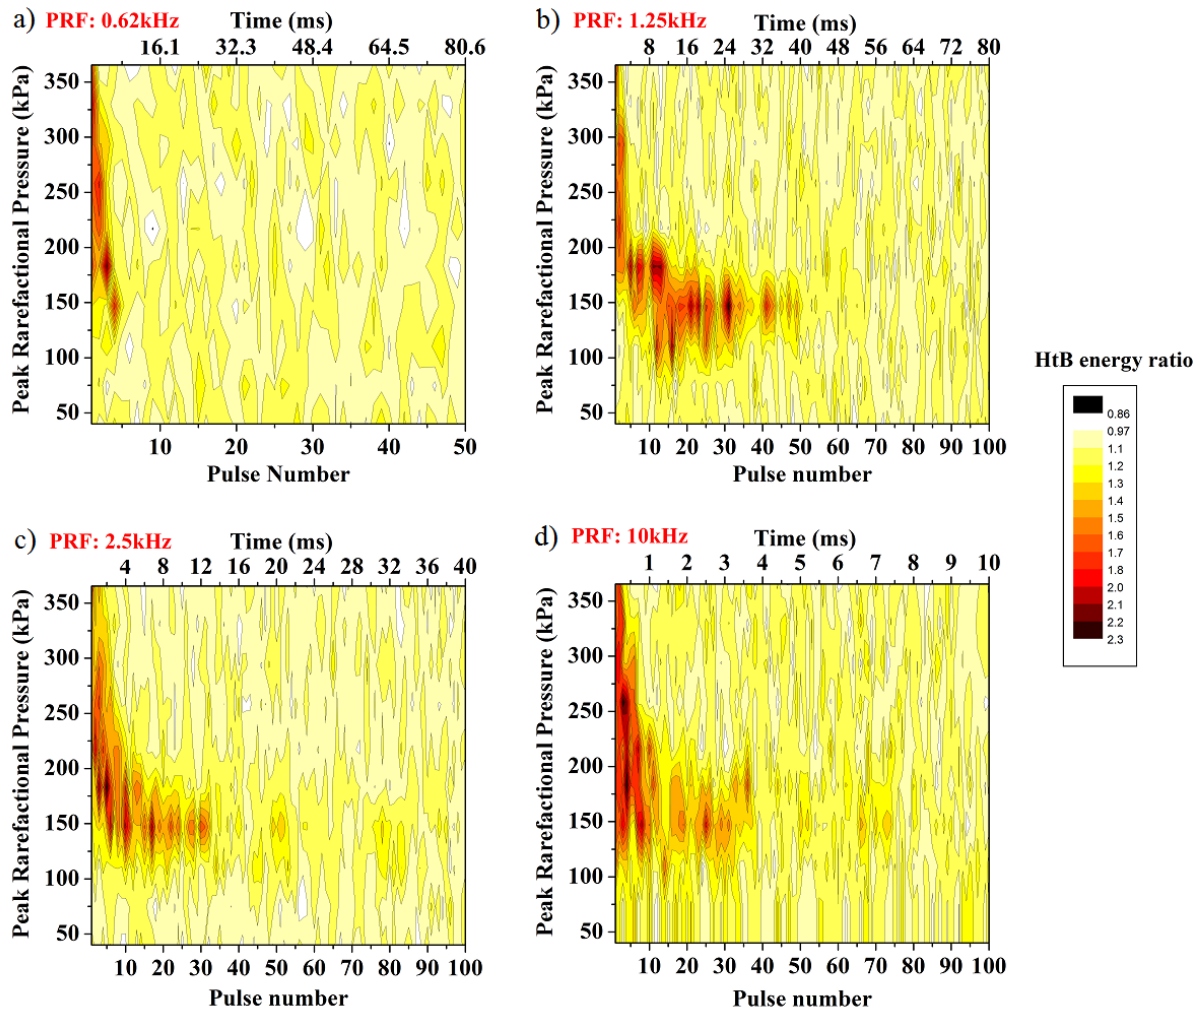 a) PRF: 0.62kHz Time (ms)
16.1 32.3 48.4 64.5 80.6
Peak Rarefactional Pressure (kPa)
350
300
250
200
150
100
50
10 20 30 40 50
Pulse Number
b) PRF: 1.25kHz Time (ms)
8 16 24 32 40 48 56 64 72 80
Peak Rarefactional Pressure (kPa)
350
300
250
200
150
100
50
10 20 30 40 50 60 70 80 90 100
Pulse number
HtB energy ratio
0.86
0.97
1.1
1.2
1.3
1.4
1.5
1.6
1.7
1.8
2.0
2.1
2.2
2.3
c) PRF: 2.5kHz Time (ms)
4 8 12 16 20 24 28 32 36 40
Peak Rarefactional Pressure (kPa)
350
300
250
200
150
100
50
10 20 30 40 50 60 70 80 90 100
Pulse number
d) PRF: 10kHz Time (ms)
1 2 3 4 5 6 7 8 9 10
Peak Rarefactional Pressure (kPa)
350
300
250
200
150
100
50
10 20 30 40 50 60 70 80 90 100
Pulse number